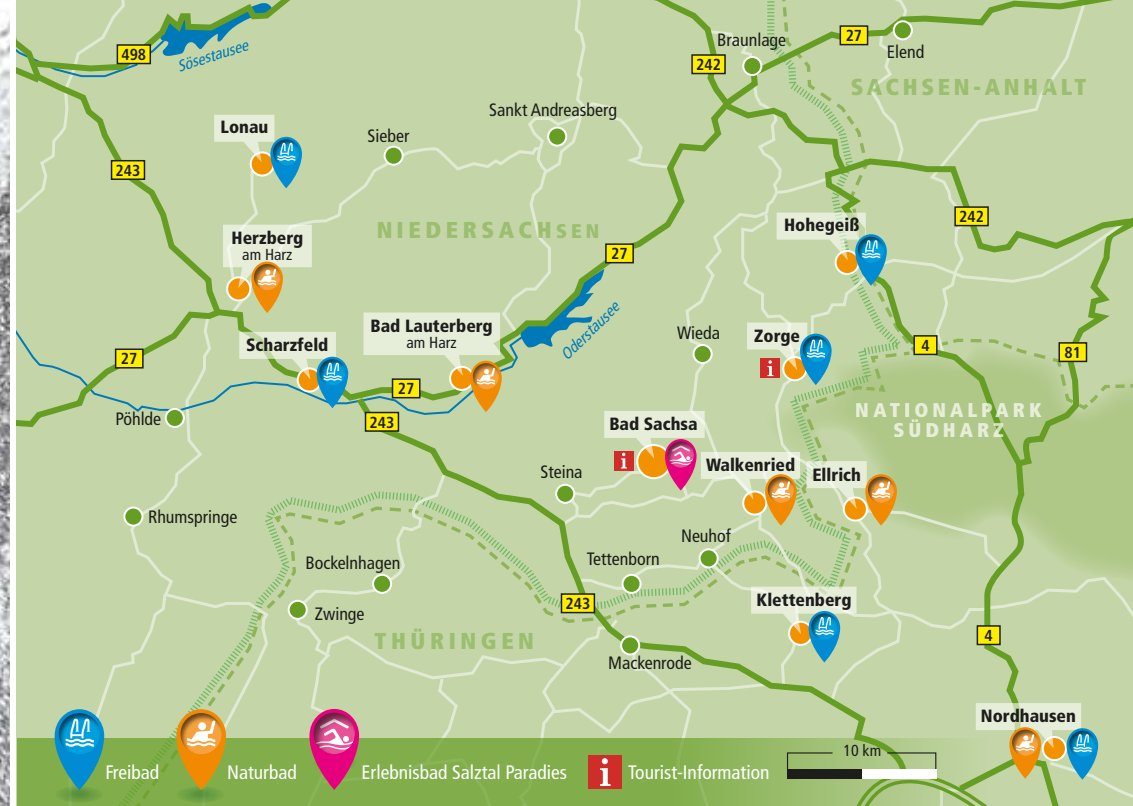 498
Sösestausee
Braunlage
27
Elend
242
SACHSEN-ANHALT
Sankt Andreasberg
Lonau
Sieber
243
242
NIEDERSACHSEN
Hohegeiß
Herzberg
am Harz
27
Bad Lauterberg
am Harz
Oderstausee
Wieda
Zorge
i
4
81
Scharzfeld
27
27
Pöhlde
243
NATIONALPARK
SÜDHARZ
Bad Sachsa
i
Walkenried
Ellrich
Steina
Rhumspringe
Neuhof
Tettenborn
Bockelnhagen
Zwinge
243
Klettenberg
THÜRINGEN
Mackenrode
4
Nordhausen
Freibad
Naturbad
Erlebnisbad Salztal Paradies
i
Tourist-Information
10 km